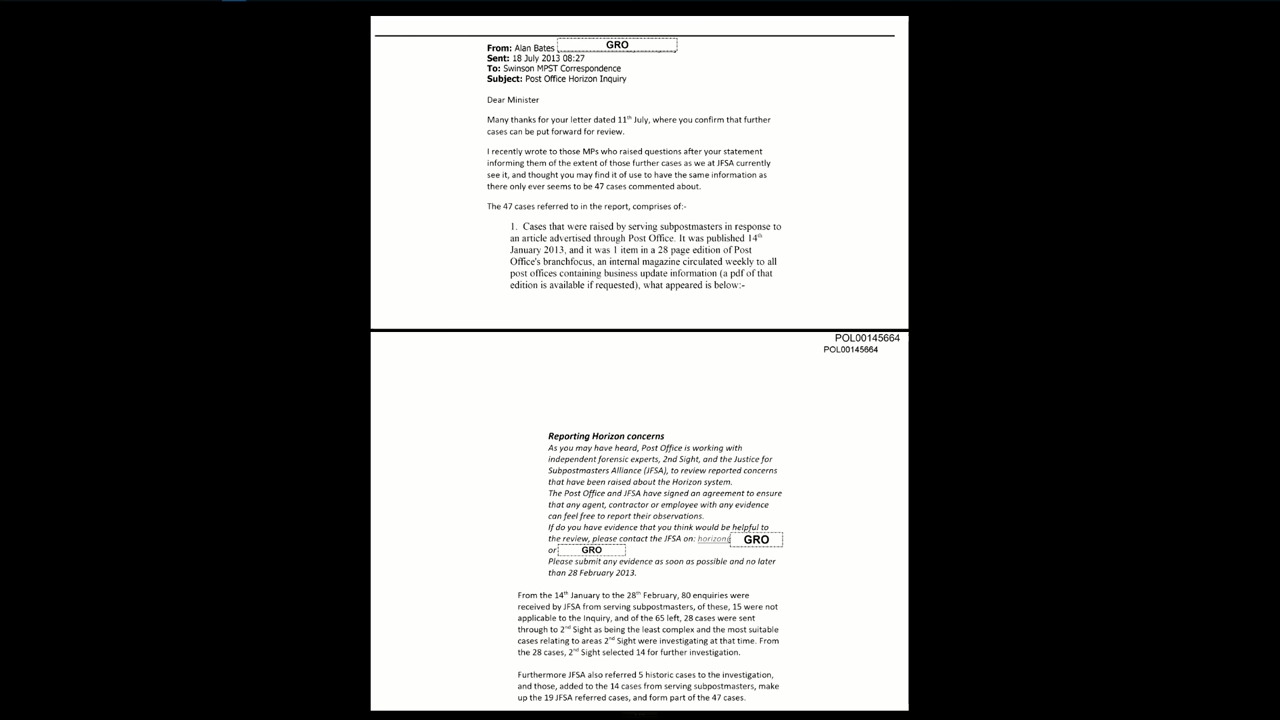 From: Alan Bates GRO
Sent: 18 July 2013 08:27
To: Swinson MPST Correspondence
Subject: Post Office Horizon Inquiry
Dear Minister
Many thanks for your letter dated 11th July, where you confirm that further
cases can be put forward for review.
I recently wrote to those MPs who raised questions after your statement
informing them of the extent of those further cases as we at JFSA currently
see it, and thought you may find it of use to have the same information as
there only ever seems to be 47 cases commented about.
The 47 cases referred to in the report, comprises of:-
1. Cases that were raised by serving subpostmasters in response to
an article advertised through Post Office. It was published 14th
January 2013, and it was 1 item in a 28 page edition of Post
Office's branchfocus, an internal magazine circulated weekly to all
post offices containing business update information (a pdf of that
edition is available if requested), what appeared is below:-
POL00145664
POL00145664
Reporting Horizon concerns
As you may have heard, Post Office is working with
independent forensic experts, 2nd Sight, and the Justice for
Subpostmasters Alliance (JFSA), to review reported concerns
that have been raised about the Horizon system.
The Post Office and JFSA have signed an agreement to ensure
that any agent, contractor or employee with any evidence
can feel free to report their observations.
If do you have evidence that you think would be helpful to
the review, please contact the JFSA on: horizon GRO
or GRO
Please submit any evidence as soon as possible and no later
than 28 February 2013.
From the 14th January to the 28th February, 80 enquiries were
received by JFSA from serving subpostmasters, of these, 15 were not
applicable to the Inquiry, and of the 65 left, 28 cases were sent
through to 2nd Sight as being the least complex and the most suitable
cases relating to areas 2nd Sight were investigating at that time. From
the 28 cases, 2nd Sight selected 14 for further investigation.
Furthermore JFSA also referred 5 historic cases to the investigation,
and those, added to the 14 cases from serving subpostmasters, make
up the 19 JFSA referred cases, and form part of the 47 cases.